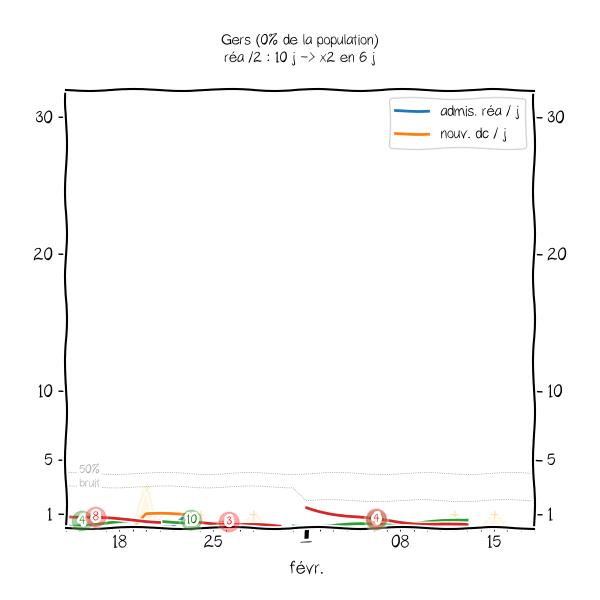 Gers (0% de la population)
réa /2 : 10 j -> x2 en 6 j
admis. réa / j
nouv. dc / j
30 30
20 20
10 10
5 5
50%
bruit
1 1
4 8 10 3 4
18 25 1 08 15
févr.